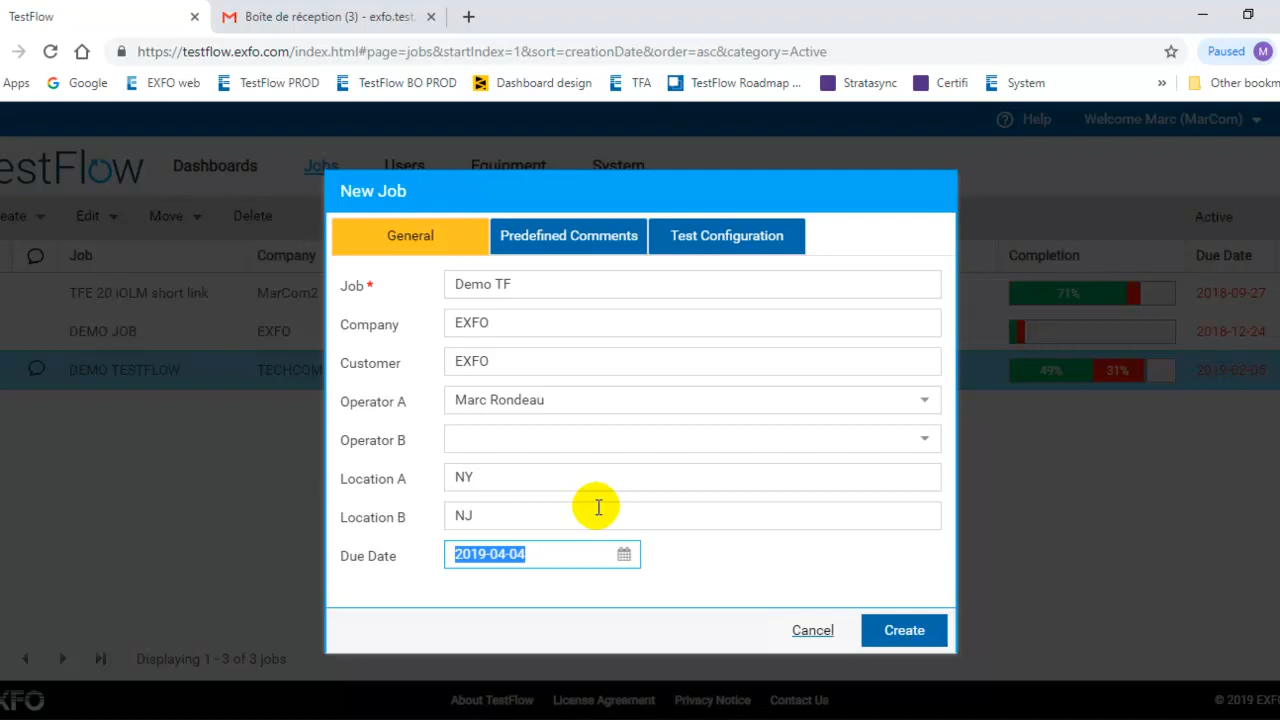 TestFlow
Boîte de réception (3) - exfo.test.
https://testflow.exfo.com/index.html#page=jobs&startIndex=1&sort=creationDate&order=asc&category=Active
Paused M
Apps Google EXFO web TestFlow PROD TestFlow BO PROD Dashboard design TFA TestFlow Roadmap ... Stratasync Certifi System » Other bookm
Help Welcome Marc (MarCom)
estFlow Dashboards Jobs Users Equipment System
eate Edit Move Delete Active
Job Company Completion Due Date
TFE 20 iOLM short link MarCom2 71% 2018-09-27
DEMO JOB EXFO 2018-12-24
DEMO TESTFLOW TECHCOM 49% 31% 2019-02-05
New Job
General Predefined Comments Test Configuration
Job * Demo TF
Company EXFO
Customer EXFO
Operator A Marc Rondeau
Operator B
Location A NY
Location B NJ
Due Date 2019-04-04
Cancel Create
Displaying 1 - 3 of 3 jobs
XFO About TestFlow License Agreement Privacy Notice Contact Us © 2019 EXF